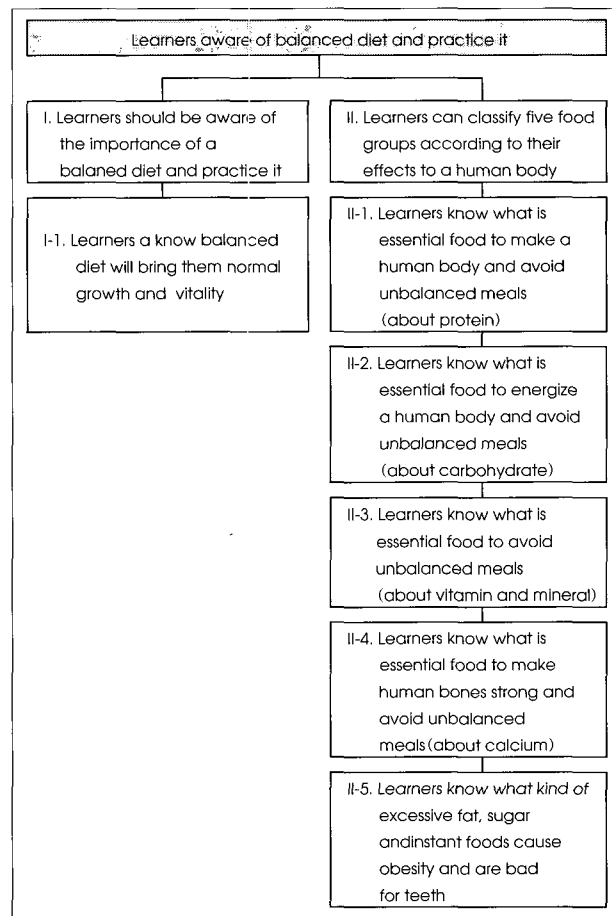 Learners aware of balanced diet and practice it
I. Learners should be aware of
the importance of a
balaned diet and practice it
I-1. Learners a know balanced
diet will bring them normal
growth and vitality
II. Learners can classify five food
groups according to their
effects to a human body
II-1. Learners know what is
essential food to make a
human body and avoid
unbalanced meals
(about protein)
II-2. Learners know what is
essential food to energize
a human body and avoid
unbalanced meals
(about carbohydrate)
II-3. Learners know what is
essential food to avoid
unbalanced meals
(about vitamin and mineral)
II-4. Learners know what is
essential food to make
human bones strong and
avoid unbalanced
meals(about calcium)
II-5. Learners know what kind of
excessive fat, sugar
andinstant foods cause
obesity and are bad
for teeth